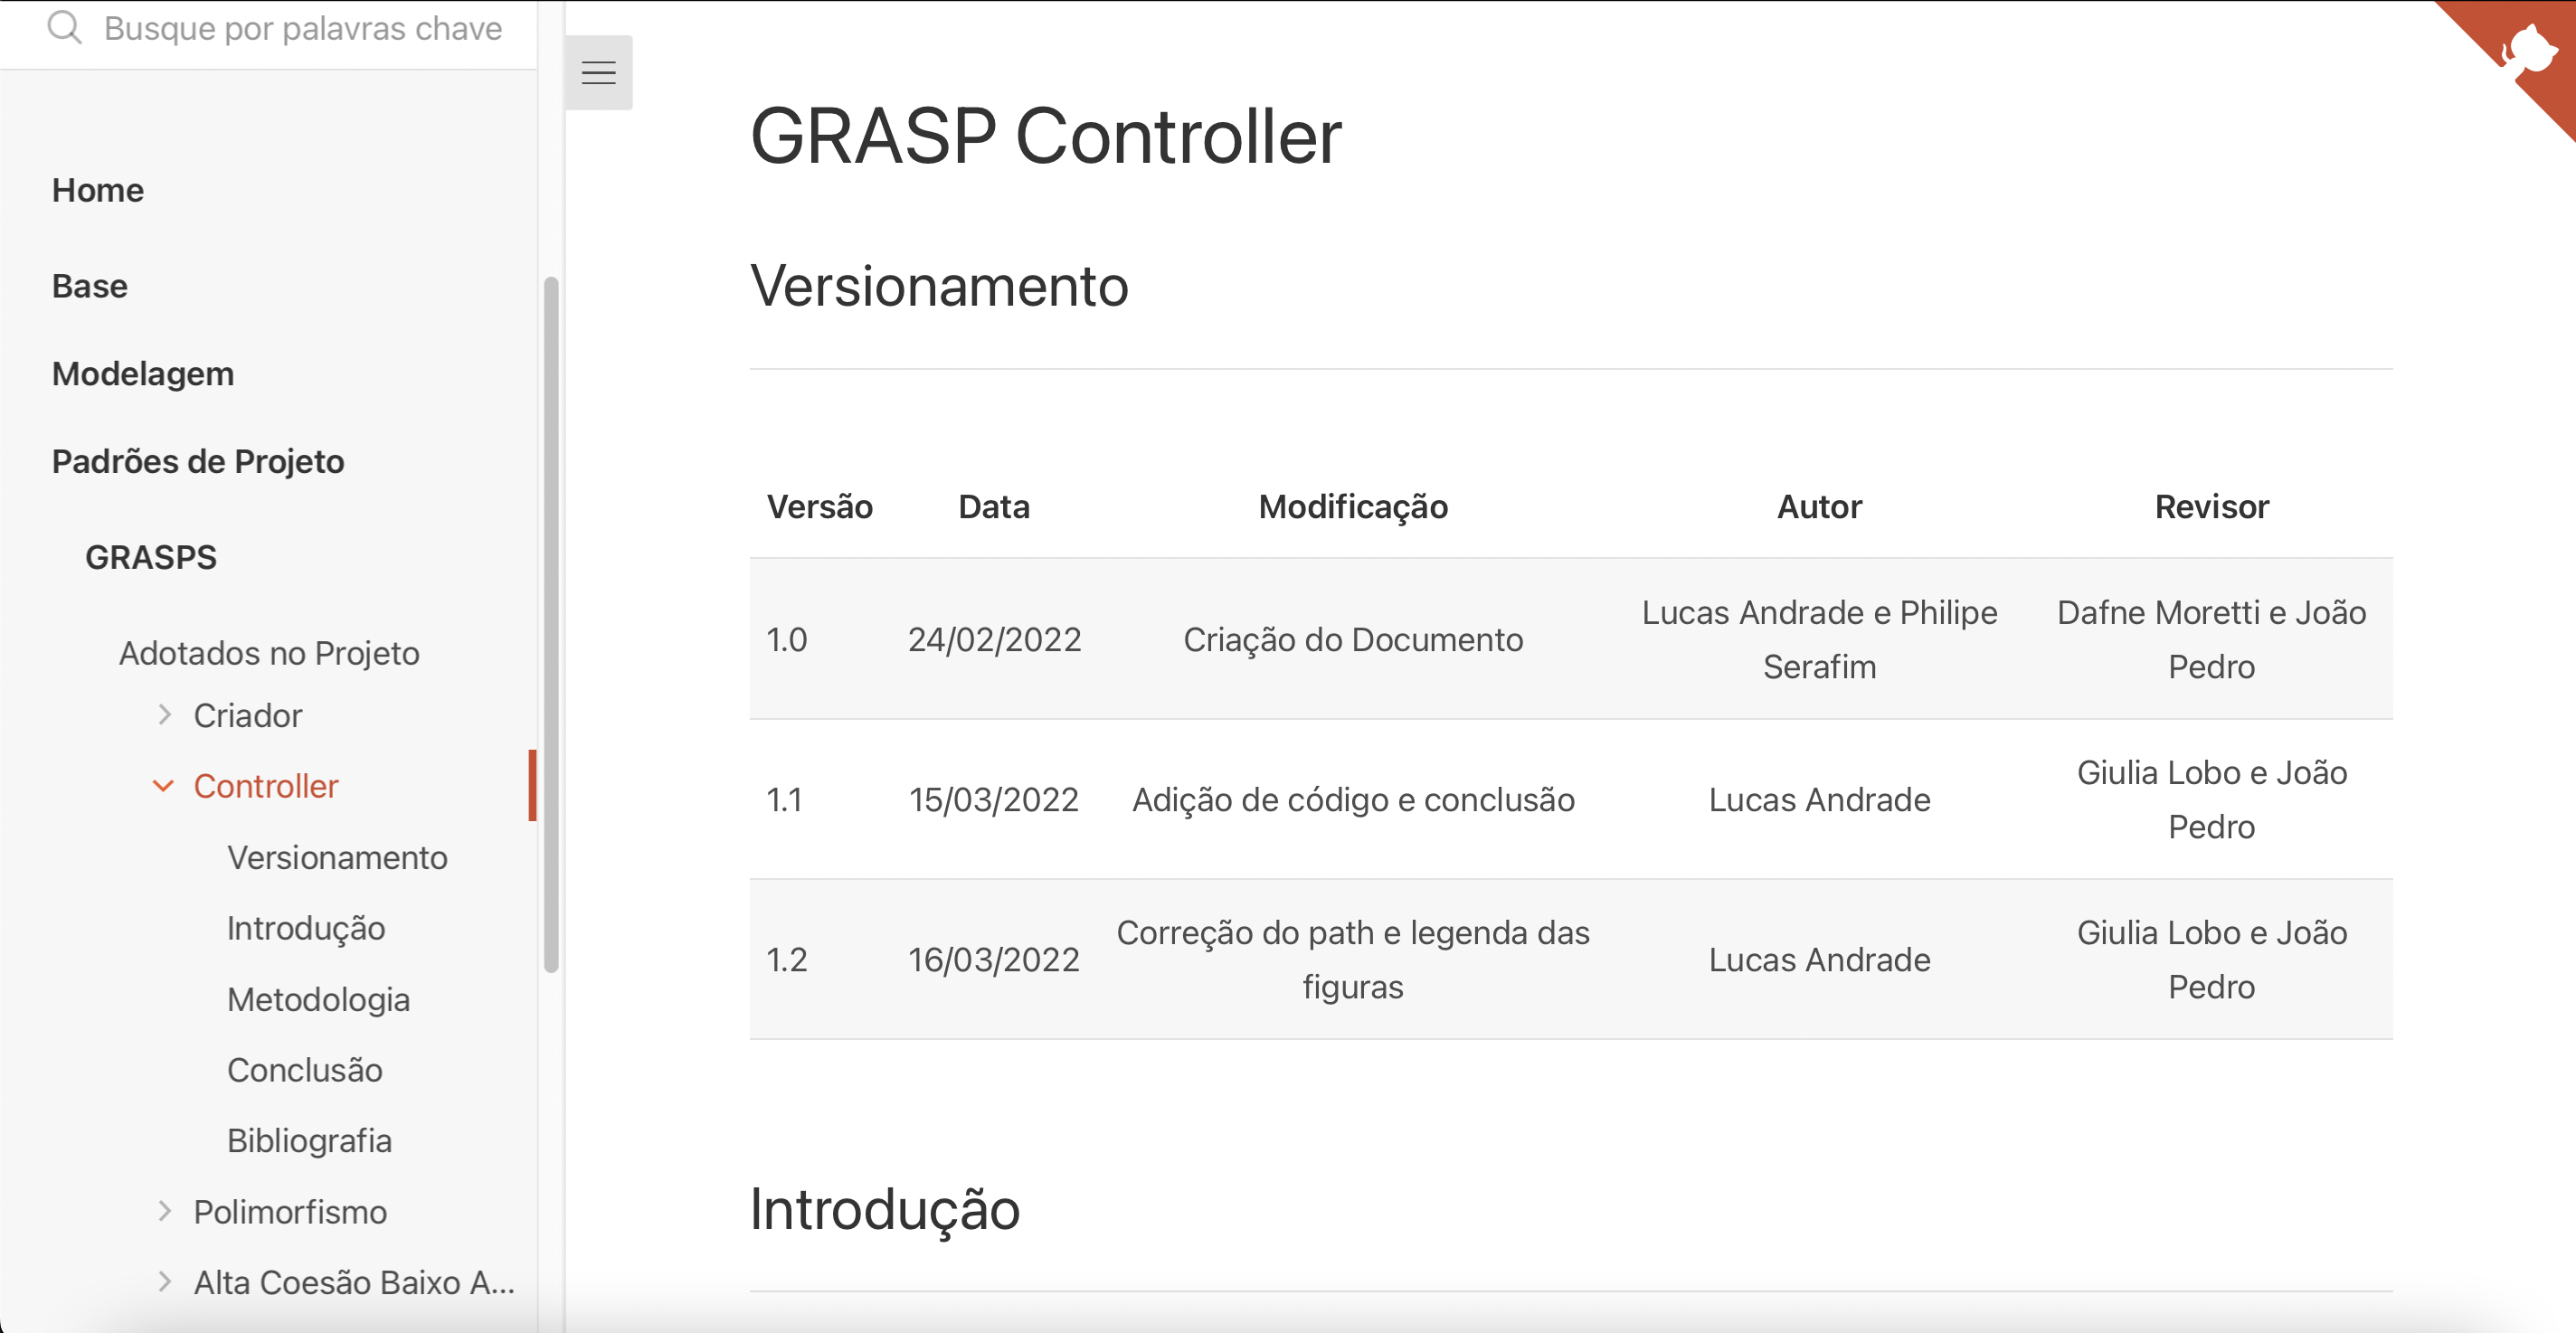 Busque por palavras chave
Home
Base
Modelagem
Padrões de Projeto
GRASPS
Adotados no Projeto
Criador
Controller
Versionamento
Introdução
Metodologia
Conclusão
Bibliografia
Polimorfismo
Alta Coesão Baixo A...
GRASP Controller
Versionamento
Versão Data Modificação Autor Revisor
1.0 24/02/2022 Criação do Documento Lucas Andrade e Philipe Serafim Dafne Moretti e João Pedro
1.1 15/03/2022 Adição de código e conclusão Lucas Andrade Giulia Lobo e João Pedro
1.2 16/03/2022 Correção do path e legenda das figuras Lucas Andrade Giulia Lobo e João Pedro
Introdução